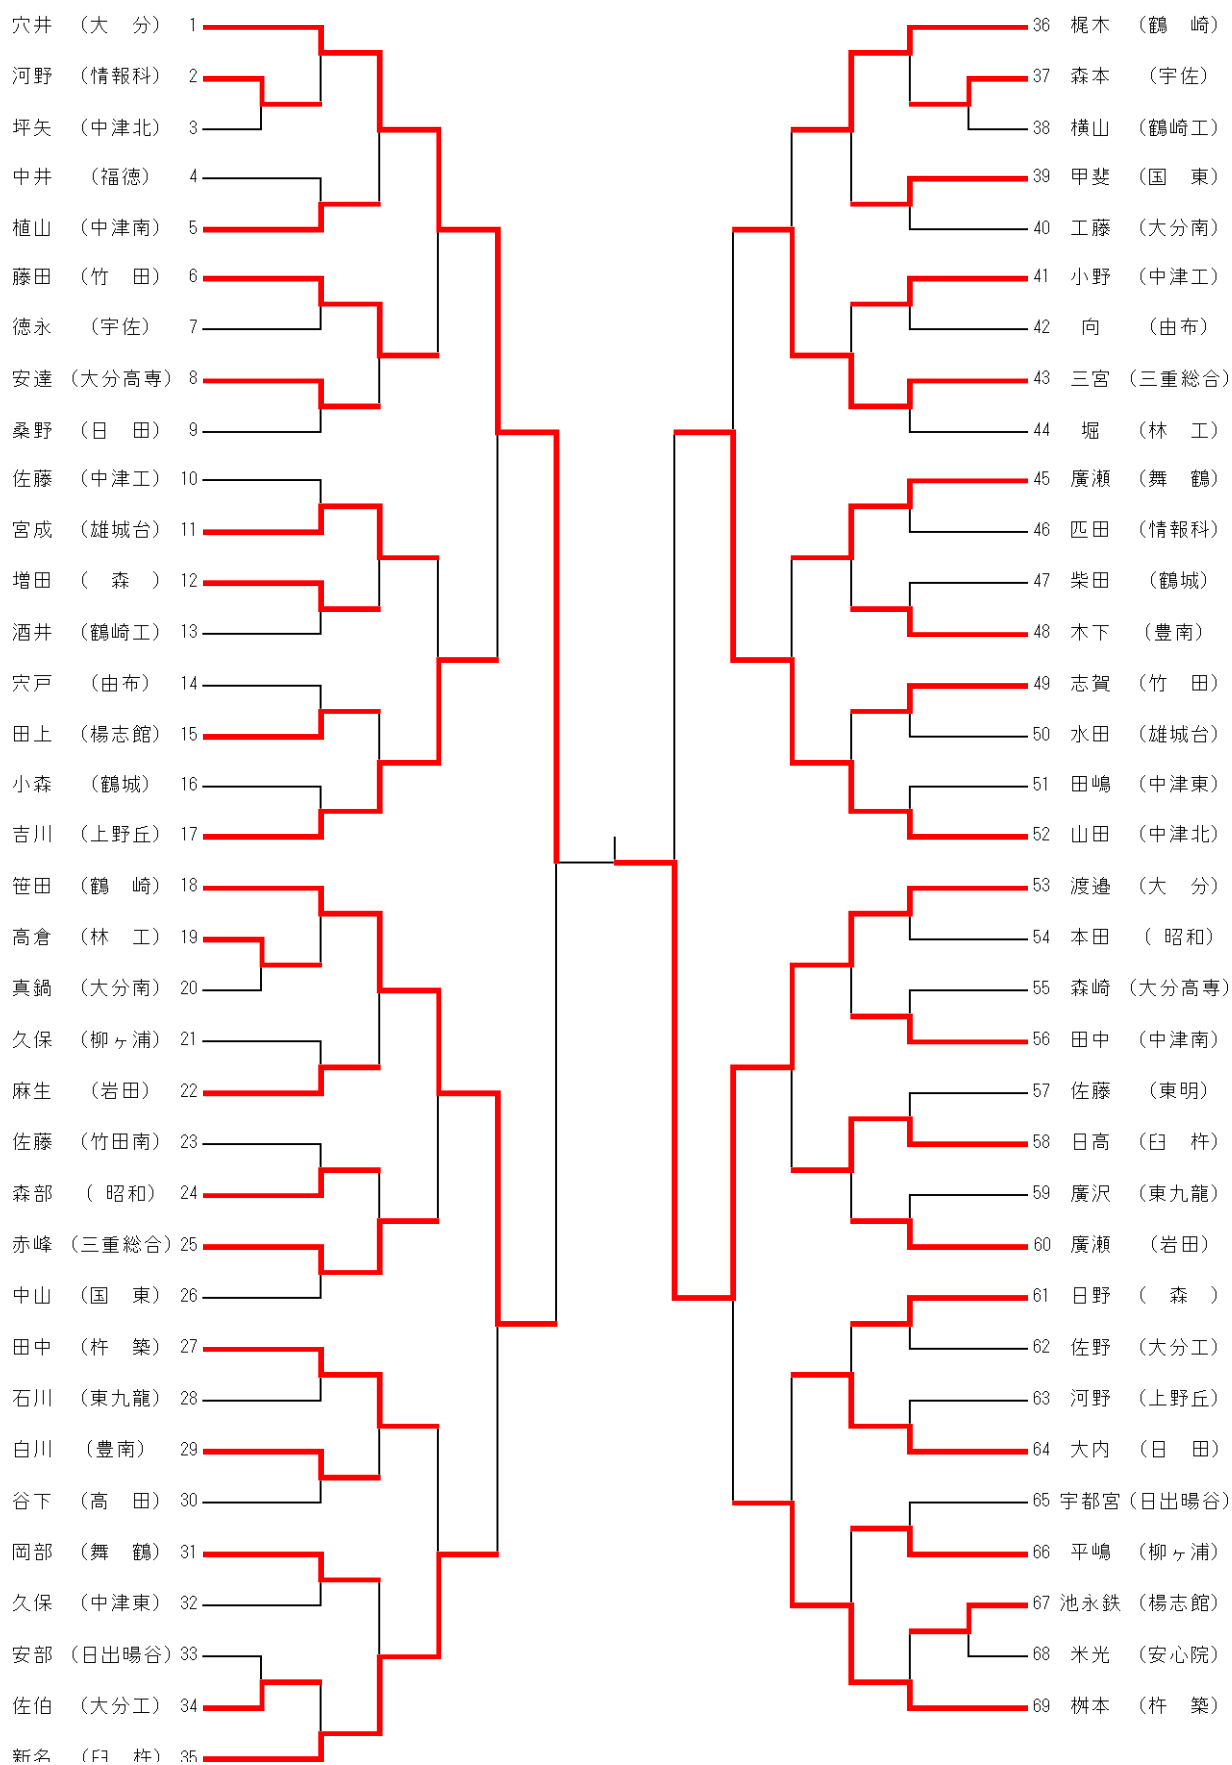 穴井 （大　分） 1
河野 （情報科） 2
坪矢 （中津北） 3
中井 （福徳） 4
植山 （中津南） 5
藤田 （竹　田） 6
徳永 （宇佐） 7
安達 （大分高専） 8
桑野 （日　田） 9
佐藤 （中津工） 10
宮成 （雄城台） 11
増田 （　森　） 12
酒井 （鶴崎工） 13
宍戸 （由布） 14
田上 （楊志館） 15
小森 （鶴城） 16
吉川 （上野丘） 17
笹田 （鶴　崎） 18
高倉 （林　工） 19
真鍋 （大分南） 20
久保 （柳ヶ浦） 21
麻生 （岩田） 22
佐藤 （竹田南） 23
森部 （ 昭和） 24
赤峰 （三重総合） 25
中山 （国　東） 26
田中 （杵　築） 27
石川 （東九龍） 28
白川 （豊南） 29
谷下 （高　田） 30
岡部 （舞　鶴） 31
久保 （中津東） 32
安部 （日出暘谷） 33
佐伯 （大分工） 34
新名 （臼　杵） 35
36 梶木 （鶴　崎）
37 森本 （宇佐）
38 横山 （鶴崎工）
39 甲斐 （国　東）
40 工藤 （大分南）
41 小野 （中津工）
42 向 （由布）
43 三宮 （三重総合）
44 堀 （林　工）
45 廣瀬 （舞　鶴）
46 匹田 （情報科）
47 柴田 （鶴城）
48 木下 （豊南）
49 志賀 （竹　田）
50 水田 （雄城台）
51 田嶋 （中津東）
52 山田 （中津北）
53 渡邉 （大　分）
54 本田 （ 昭和）
55 森崎 （大分高専）
56 田中 （中津南）
57 佐藤 （東明）
58 日高 （臼　杵）
59 廣沢 （東九龍）
60 廣瀬 （岩田）
61 日野 （　森　）
62 佐野 （大分工）
63 河野 （上野丘）
64 大内 （日　田）
65 宇都宮 （日出暘谷）
66 平嶋 （柳ヶ浦）
67 池永鉄 （楊志館）
68 米光 （安心院）
69 桝本 （杵　築）